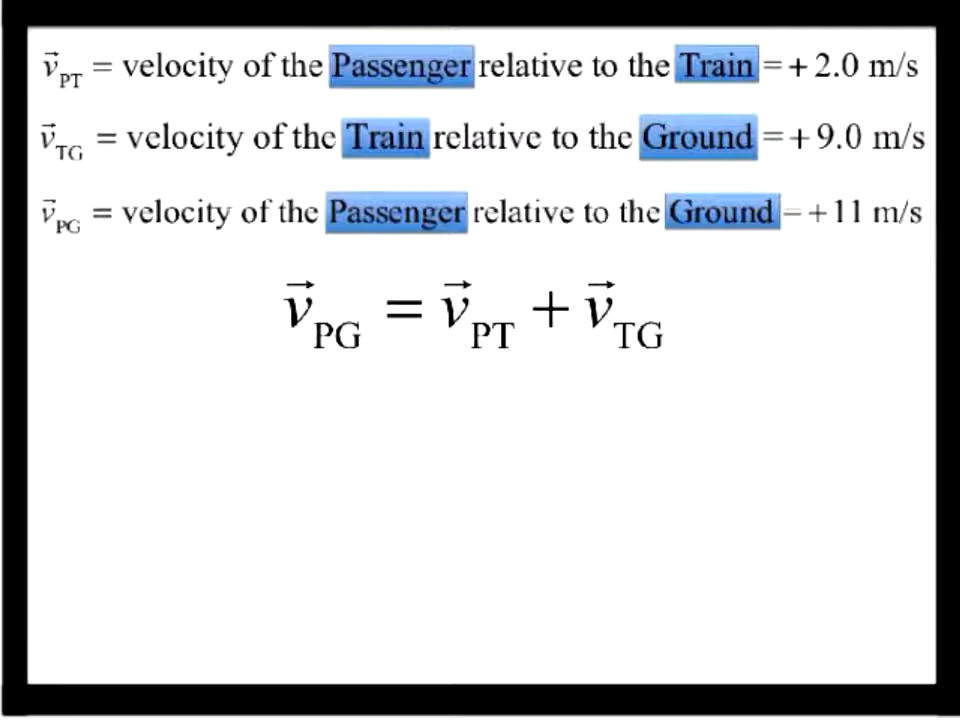 v⃗PT = velocity of the Passenger relative to the Train = + 2.0 m/s
v⃗TG = velocity of the Train relative to the Ground = + 9.0 m/s
v⃗PG = velocity of the Passenger relative to the Ground = + 11 m/s
v⃗PG = v⃗PT + v⃗TG